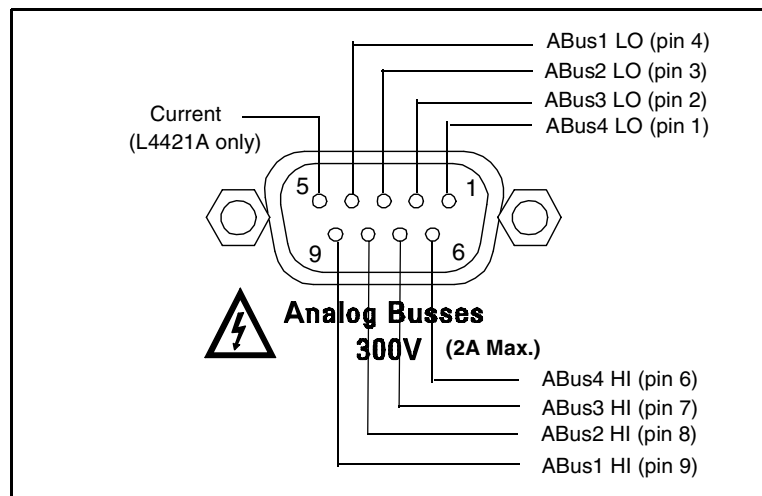 ABus1 LO (pin 4)
ABus2 LO (pin 3)
ABus3 LO (pin 2)
ABus4 LO (pin 1)
Current
(L4421A only)
5
1
9
6
Analog Busses
300V (2A Max.)
ABus4 HI (pin 6)
ABus3 HI (pin 7)
ABus2 HI (pin 8)
ABus1 HI (pin 9)